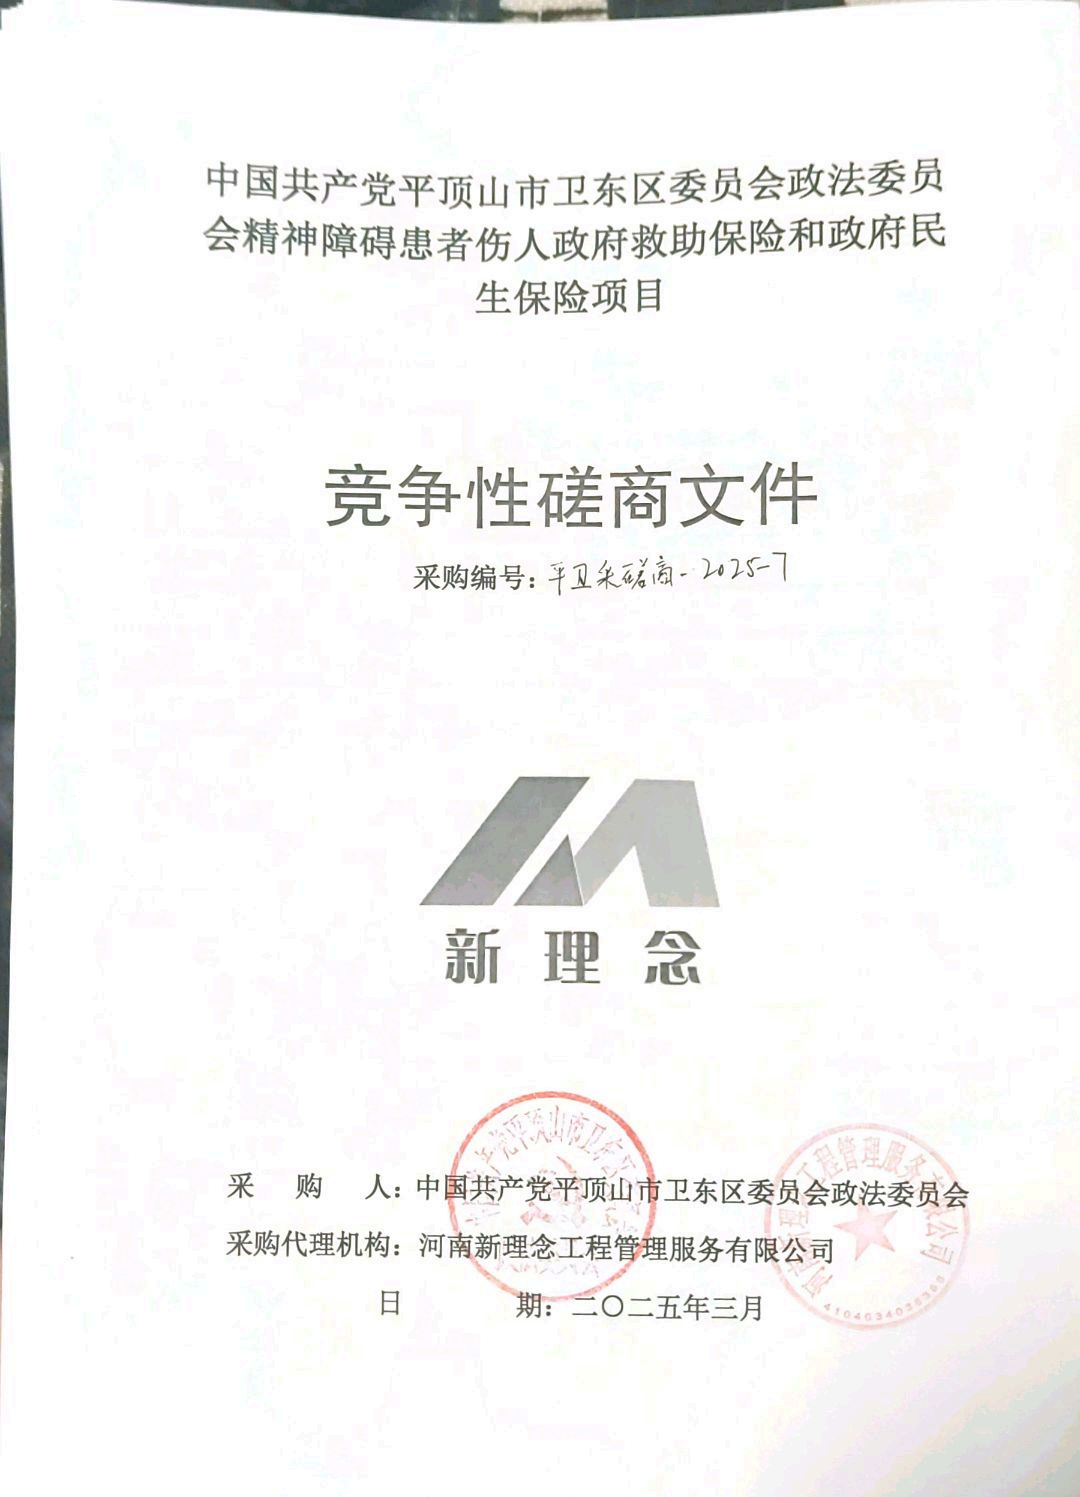 中国共产党平顶山市卫东区委员会政法委员
会精神障碍患者伤人政府救助保险和政府民
生保险项目
竞争性磋商文件
采购编号：平卫采磋商-2025-7
新理念
采购人：中国共产党平顶山市卫东区委员会政法委员会
采购代理机构：河南新理念工程管理服务有限公司
日期：二〇二五年三月